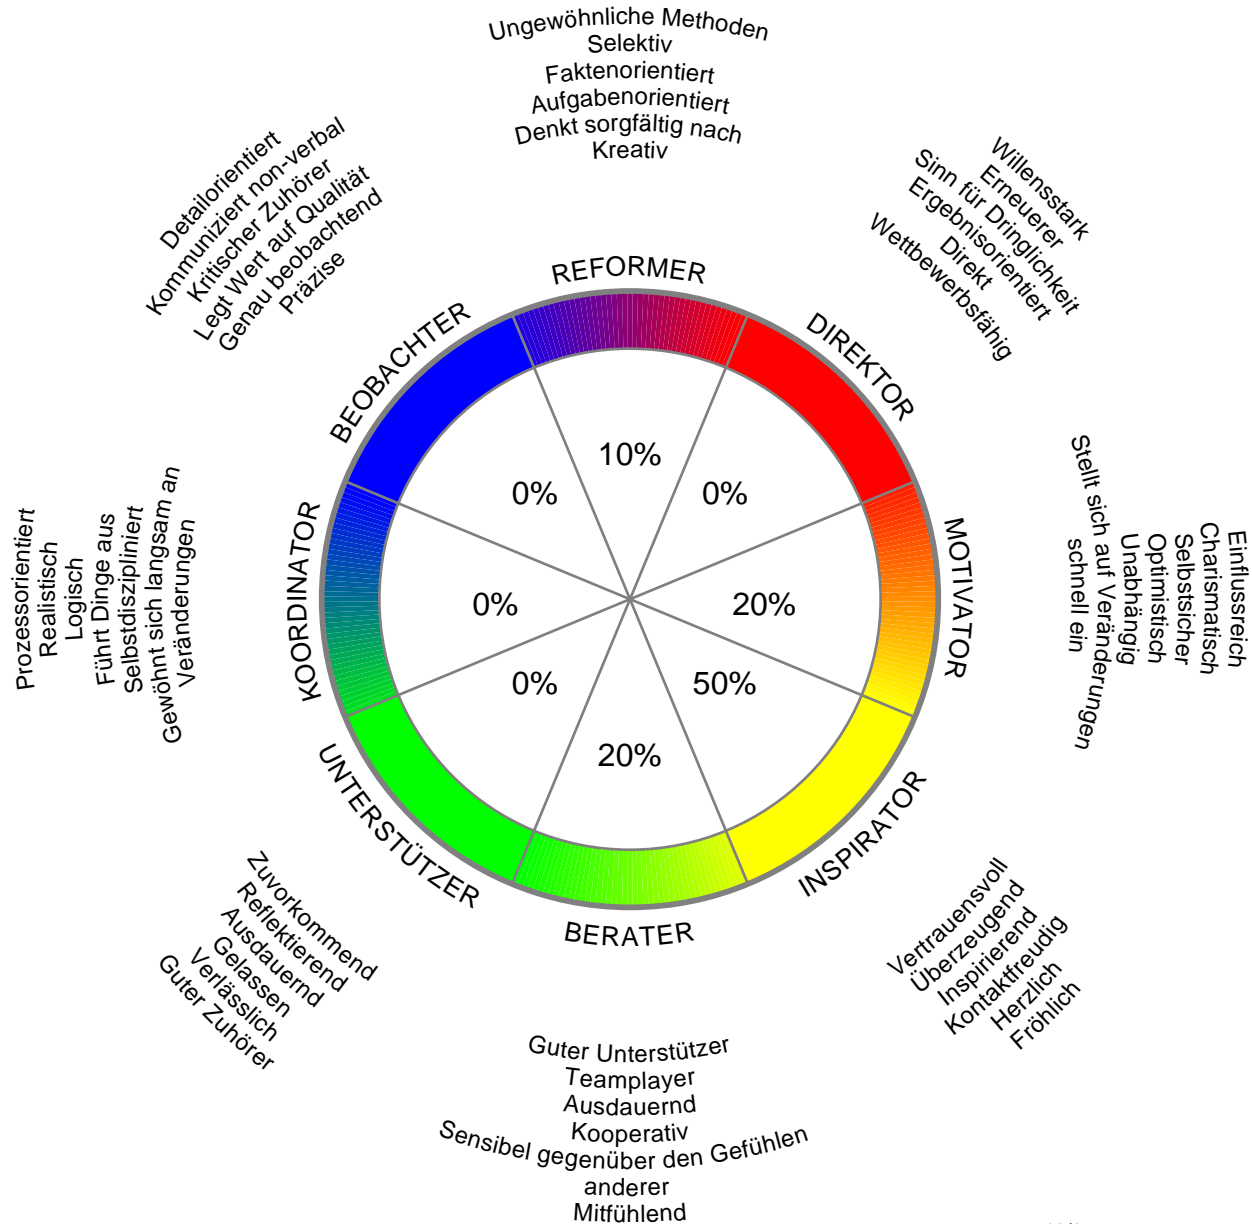 Ungewöhnliche Methoden
Selektiv
Faktenorientiert
Aufgabenorientiert
Denkt sorgfältig nach
Kreativ
REFORMER
Willensstark
Erneuerer
Sinn für Dringlichkeit
Ergebnisorientiert
Direkt
Wettbewerbsfähig
DIREKTOR
Einflussreich
Charismatisch
Selbstsicher
Optimistisch
Unabhängig
Stellt sich auf Veränderungen
schnell ein
MOTIVATOR
Vertrauensvoll
Überzeugend
Inspirierend
Kontaktfreudig
Herzlich
Fröhlich
INSPIRATOR
BERATER
Guter Unterstützer
Teamplayer
Ausdauernd
Kooperativ
Sensibel gegenüber den Gefühlen
anderer
Mitfühlend
UNTERSTÜTZER
Zuvorkommend
Reflektierend
Ausdauernd
Gelassen
Verlässlich
Guter Zuhörer
KOORDINATOR
Prozessorientiert
Realistisch
Logisch
Führt Dinge aus
Selbstdiszipliniert
Gewöhnt sich langsam an
Veränderungen
BEOBACHTER
Detailorientiert
Kommuniziert non-verbal
Kritischer Zuhörer
Legt Wert auf Qualität
Genau beobachtend
Präzise
10%
0%
20%
50%
20%
0%
0%
0%